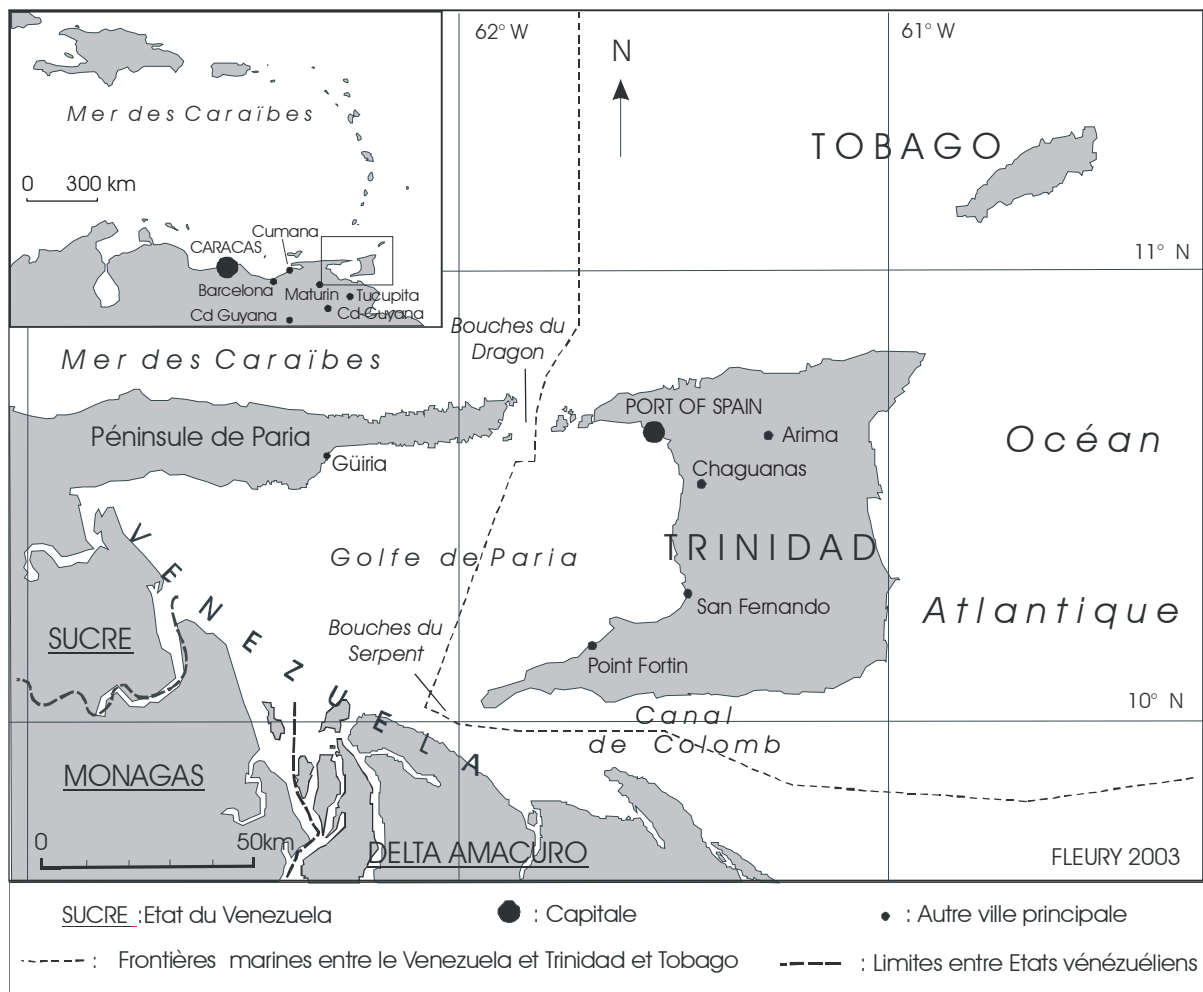 62° W
61° W
N
Mer des Caraïbes
TOBAGO
0 300 km
Cumana
CARACAS
11° N
Barcelona
Maturin
Tucupita
Cd Guyana
Cd Guyana
Bouches du
Dragon
Mer des Caraïbes
PORT OF SPAIN
Péninsule de Paria
Arima
Océan
Güiria
Chaguanas
VENEZUELA
Golfe de Paria
TRINIDAD
San Fernando
Atlantique
SUCRE
Bouches du
Serpent
Point Fortin
10° N
Canal
de Colomb
MONAGAS
0 50km
DELTA AMACURO
FLEURY 2003
SUCRE :Etat du Venezuela
: Capitale
: Autre ville principale
: Frontières marines entre le Venezuela et Trinidad et Tobago
: Limites entre Etats vénézuéliens